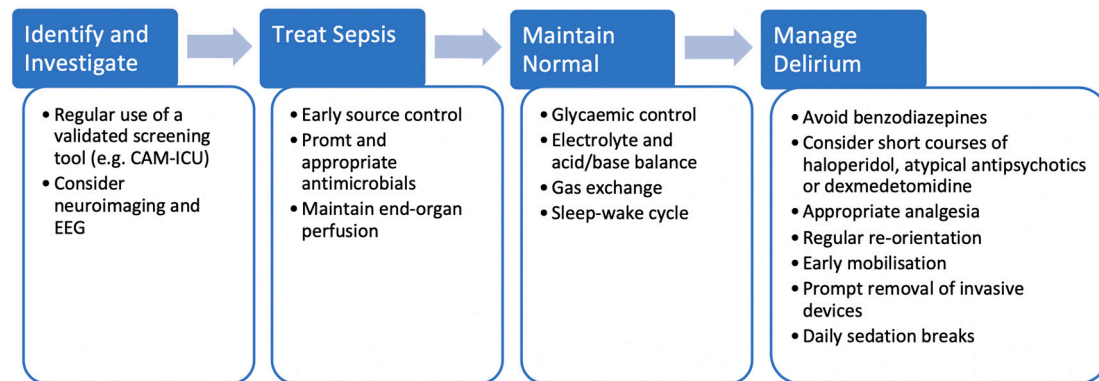 Identify and
Investigate
• Regular use of a
validated screening
tool (e.g. CAM-ICU)
• Consider
neuroimaging and
EEG
Treat Sepsis
• Early source control
• Promt and
appropriate
antimicrobials
• Maintain end-organ
perfusion
Maintain
Normal
• Glycaemic control
• Electrolyte and
acid/base balance
• Gas exchange
• Sleep-wake cycle
Manage
Delirium
• Avoid benzodiazepines
• Consider short courses of
haloperidol, atypical antipsychotics
or dexmedetomidine
• Appropriate analgesia
• Regular re-orientation
• Early mobilisation
• Prompt removal of invasive
devices
• Daily sedation breaks